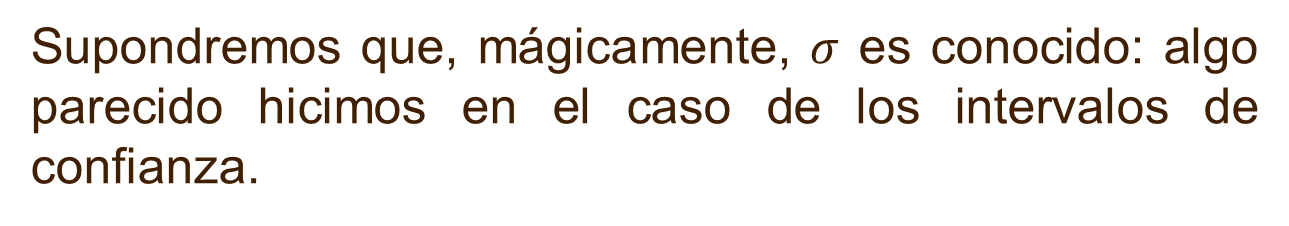 Supondremos que, mágicamente, σ es conocido: algo
parecido hicimos en el caso de los intervalos de
confianza.